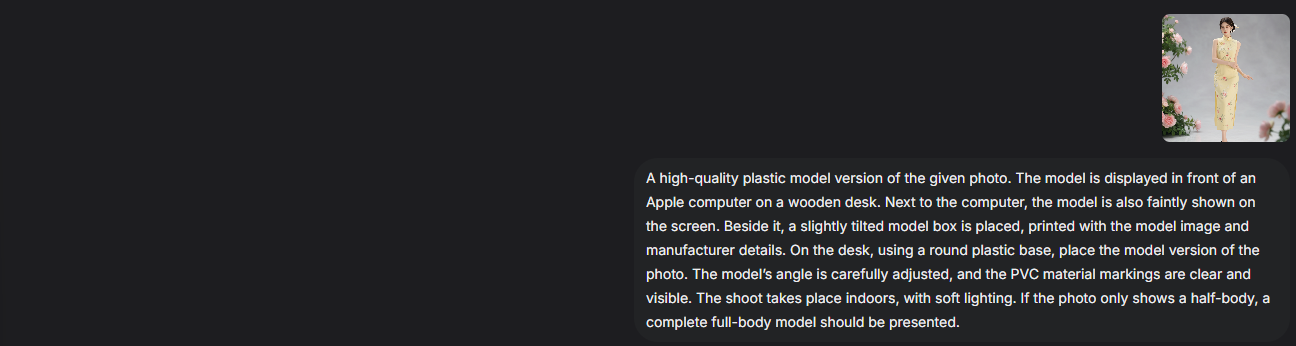 A high-quality plastic model version of the given photo. The model is displayed in front of an
Apple computer on a wooden desk. Next to the computer, the model is also faintly shown on
the screen. Beside it, a slightly tilted model box is placed, printed with the model image and
manufacturer details. On the desk, using a round plastic base, place the model version of the
photo. The model’s angle is carefully adjusted, and the PVC material markings are clear and
visible. The shoot takes place indoors, with soft lighting. If the photo only shows a half-body, a
complete full-body model should be presented.